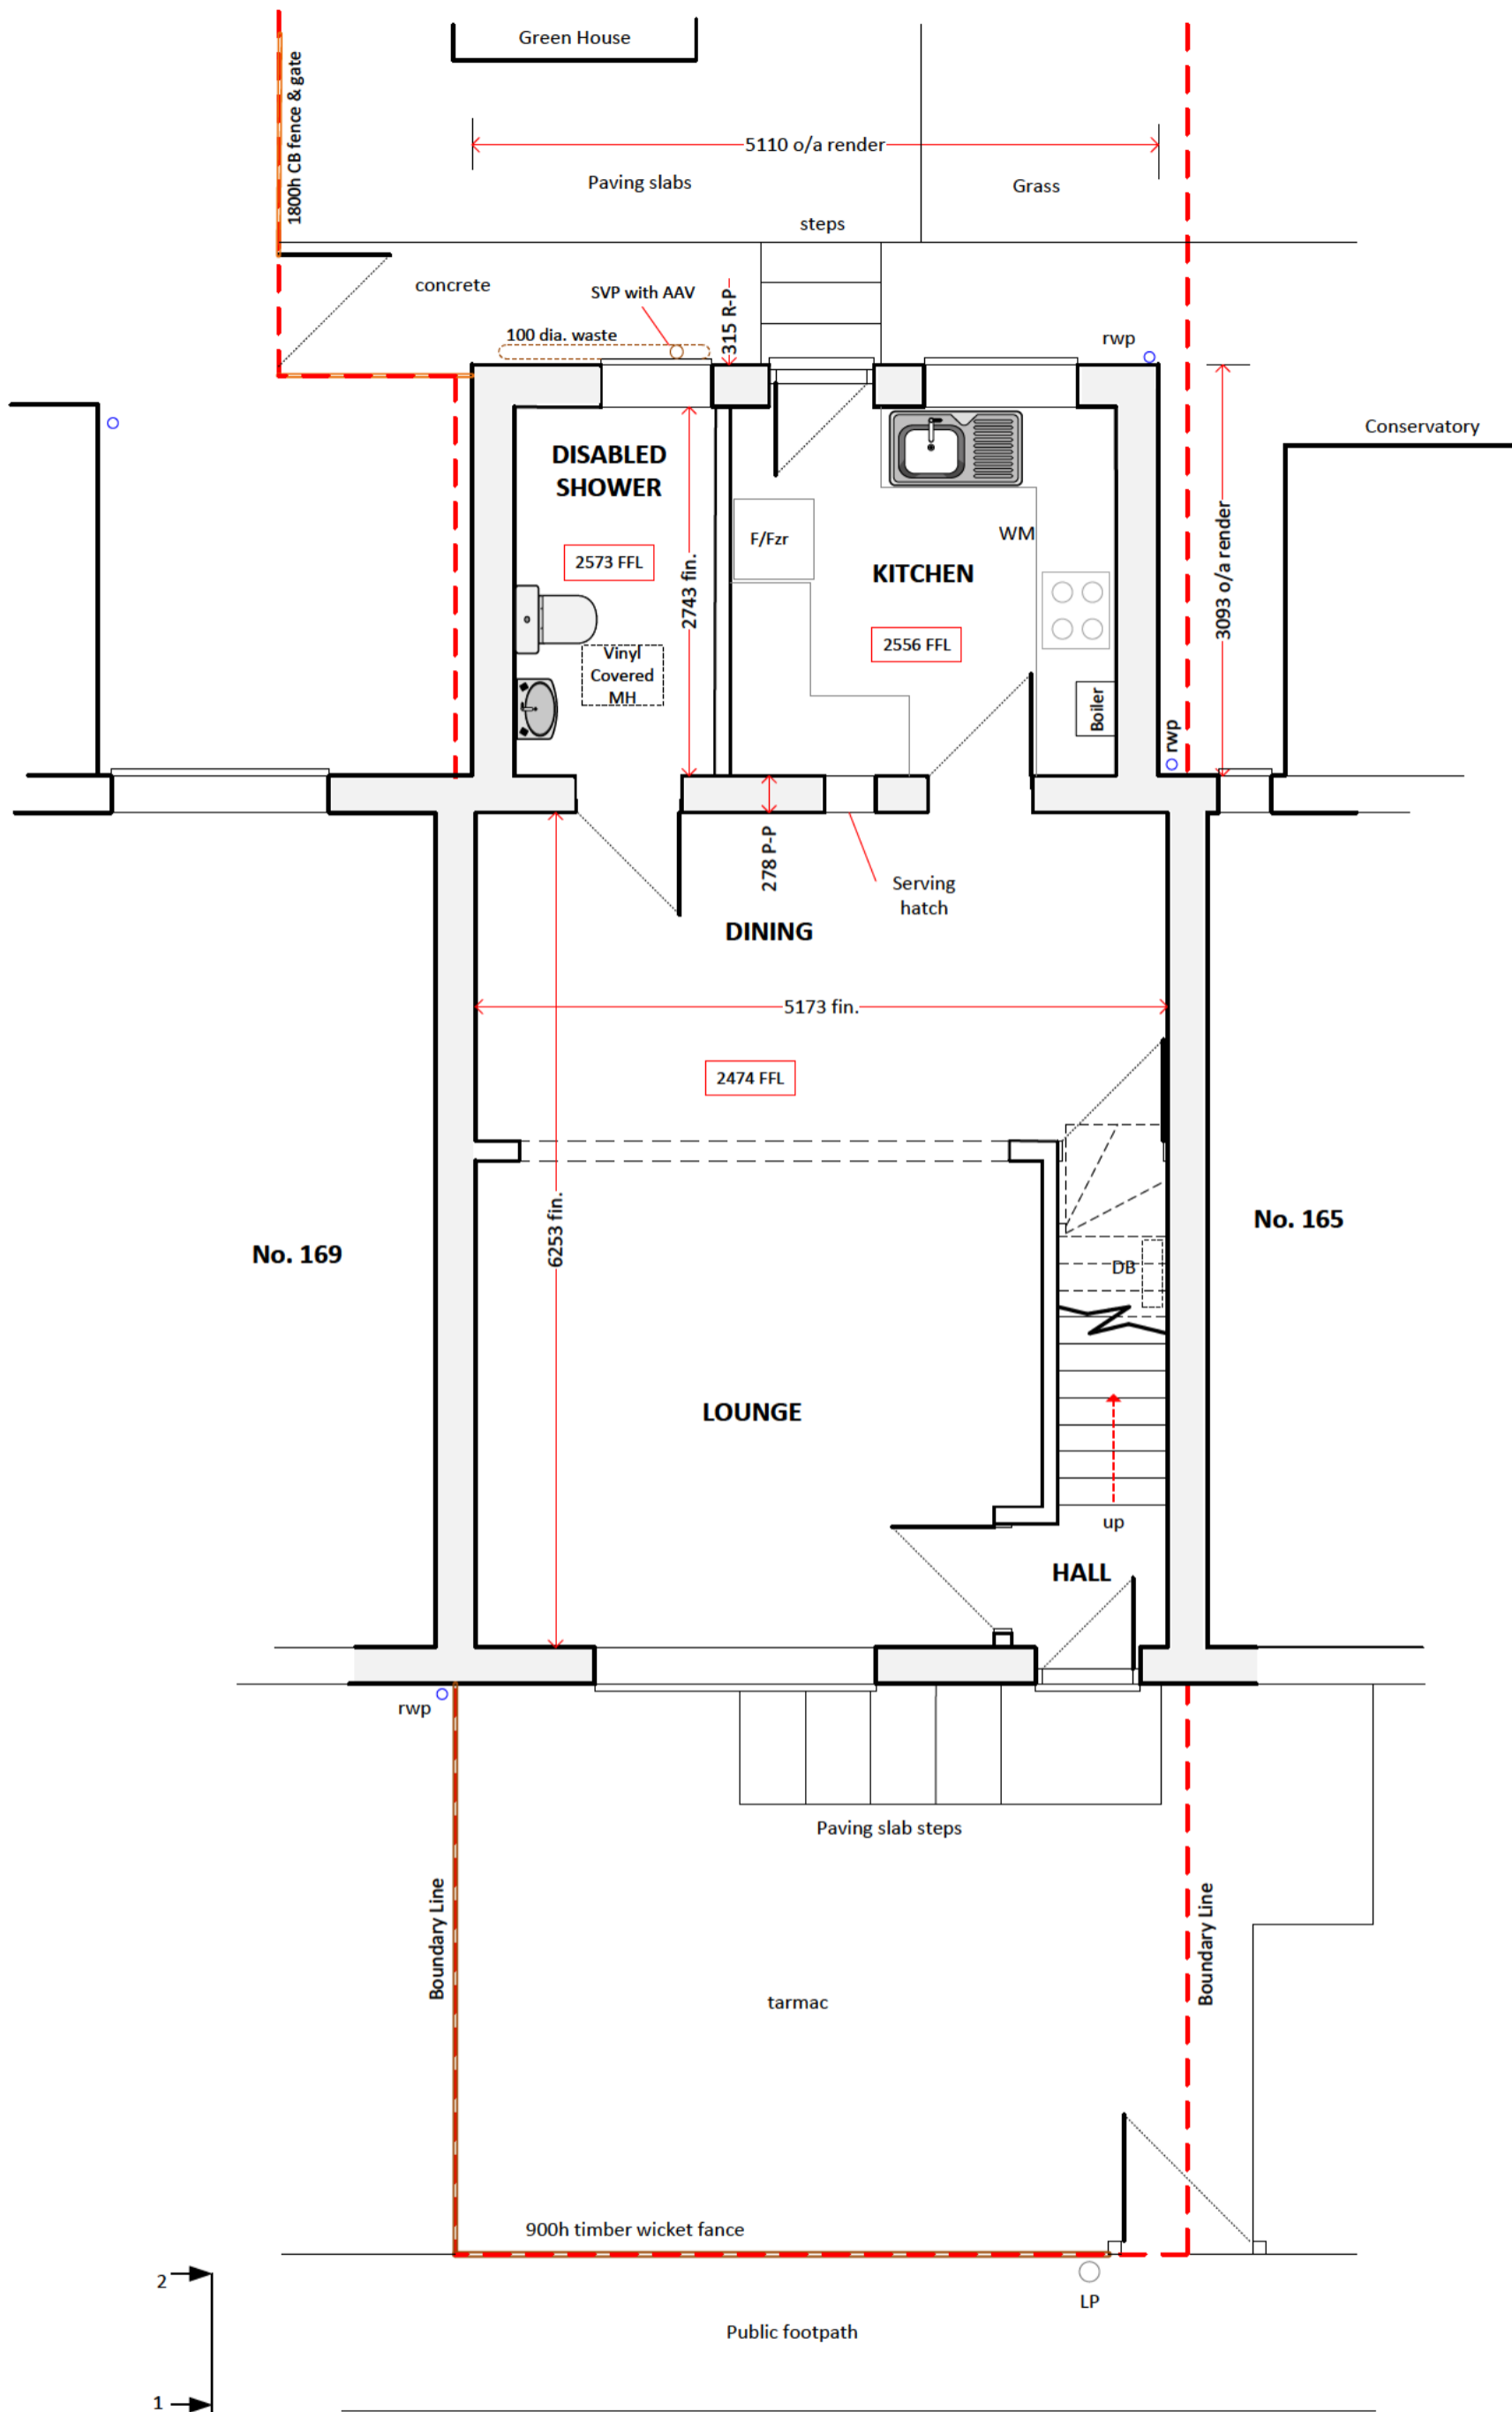 Green House
1800h CB fence & gate
5110 o/a render
Paving slabs
Grass
steps
concrete
SVP with AAV
315 R-P
100 dia. waste
rwp
Conservatory
DISABLED
SHOWER
2573 FFL
2743 fin.
F/Fzr
WM
KITCHEN
2556 FFL
3093 o/a render
Vinyl
Covered
MH
Boiler
rwp
278 P-P
Serving
hatch
DINING
5173 fin.
2474 FFL
6253 fin.
No. 169
No. 165
DB
LOUNGE
up
HALL
rwp
Paving slab steps
Boundary Line
Boundary Line
tarmac
900h timber wicket fance
2
LP
Public footpath
1